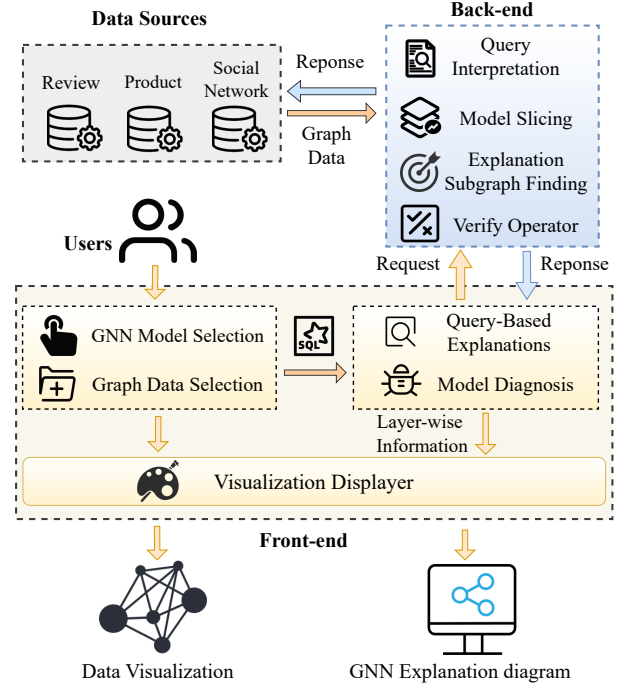 Data Sources
Back-end
Review
Product
Social
Network
Reponse
Graph
Data
Query
Interpretation
Model Slicing
Explanation
Subgraph Finding
Verify Operator
Users
Request
Reponse
GNN Model Selection
Graph Data Selection
SQL
Query-Based
Explanations
Model Diagnosis
Layer-wise
Information
Visualization Displayer
Front-end
Data Visualization
GNN Explanation diagram